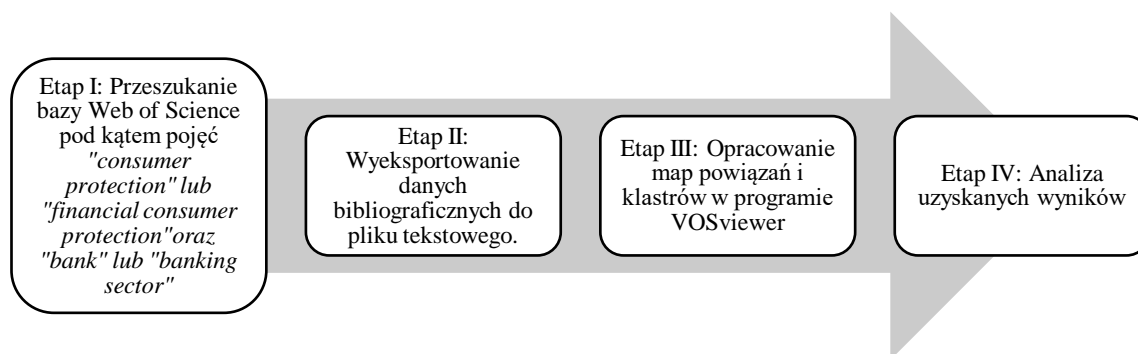 Etap I: Przeszukanie
bazy Web of Science
pod kątem pojęć
"consumer
protection" lub
"financial consumer
protection"oraz
"bank" lub "banking
sector"
Etap II:
Wyeksportowanie
danych
bibliograficznych do
pliku tekstowego.
Etap III: Opracowanie
map powiązań i
klastrów w programie
VOSviewer
Etap IV: Analiza
uzyskanych wyników